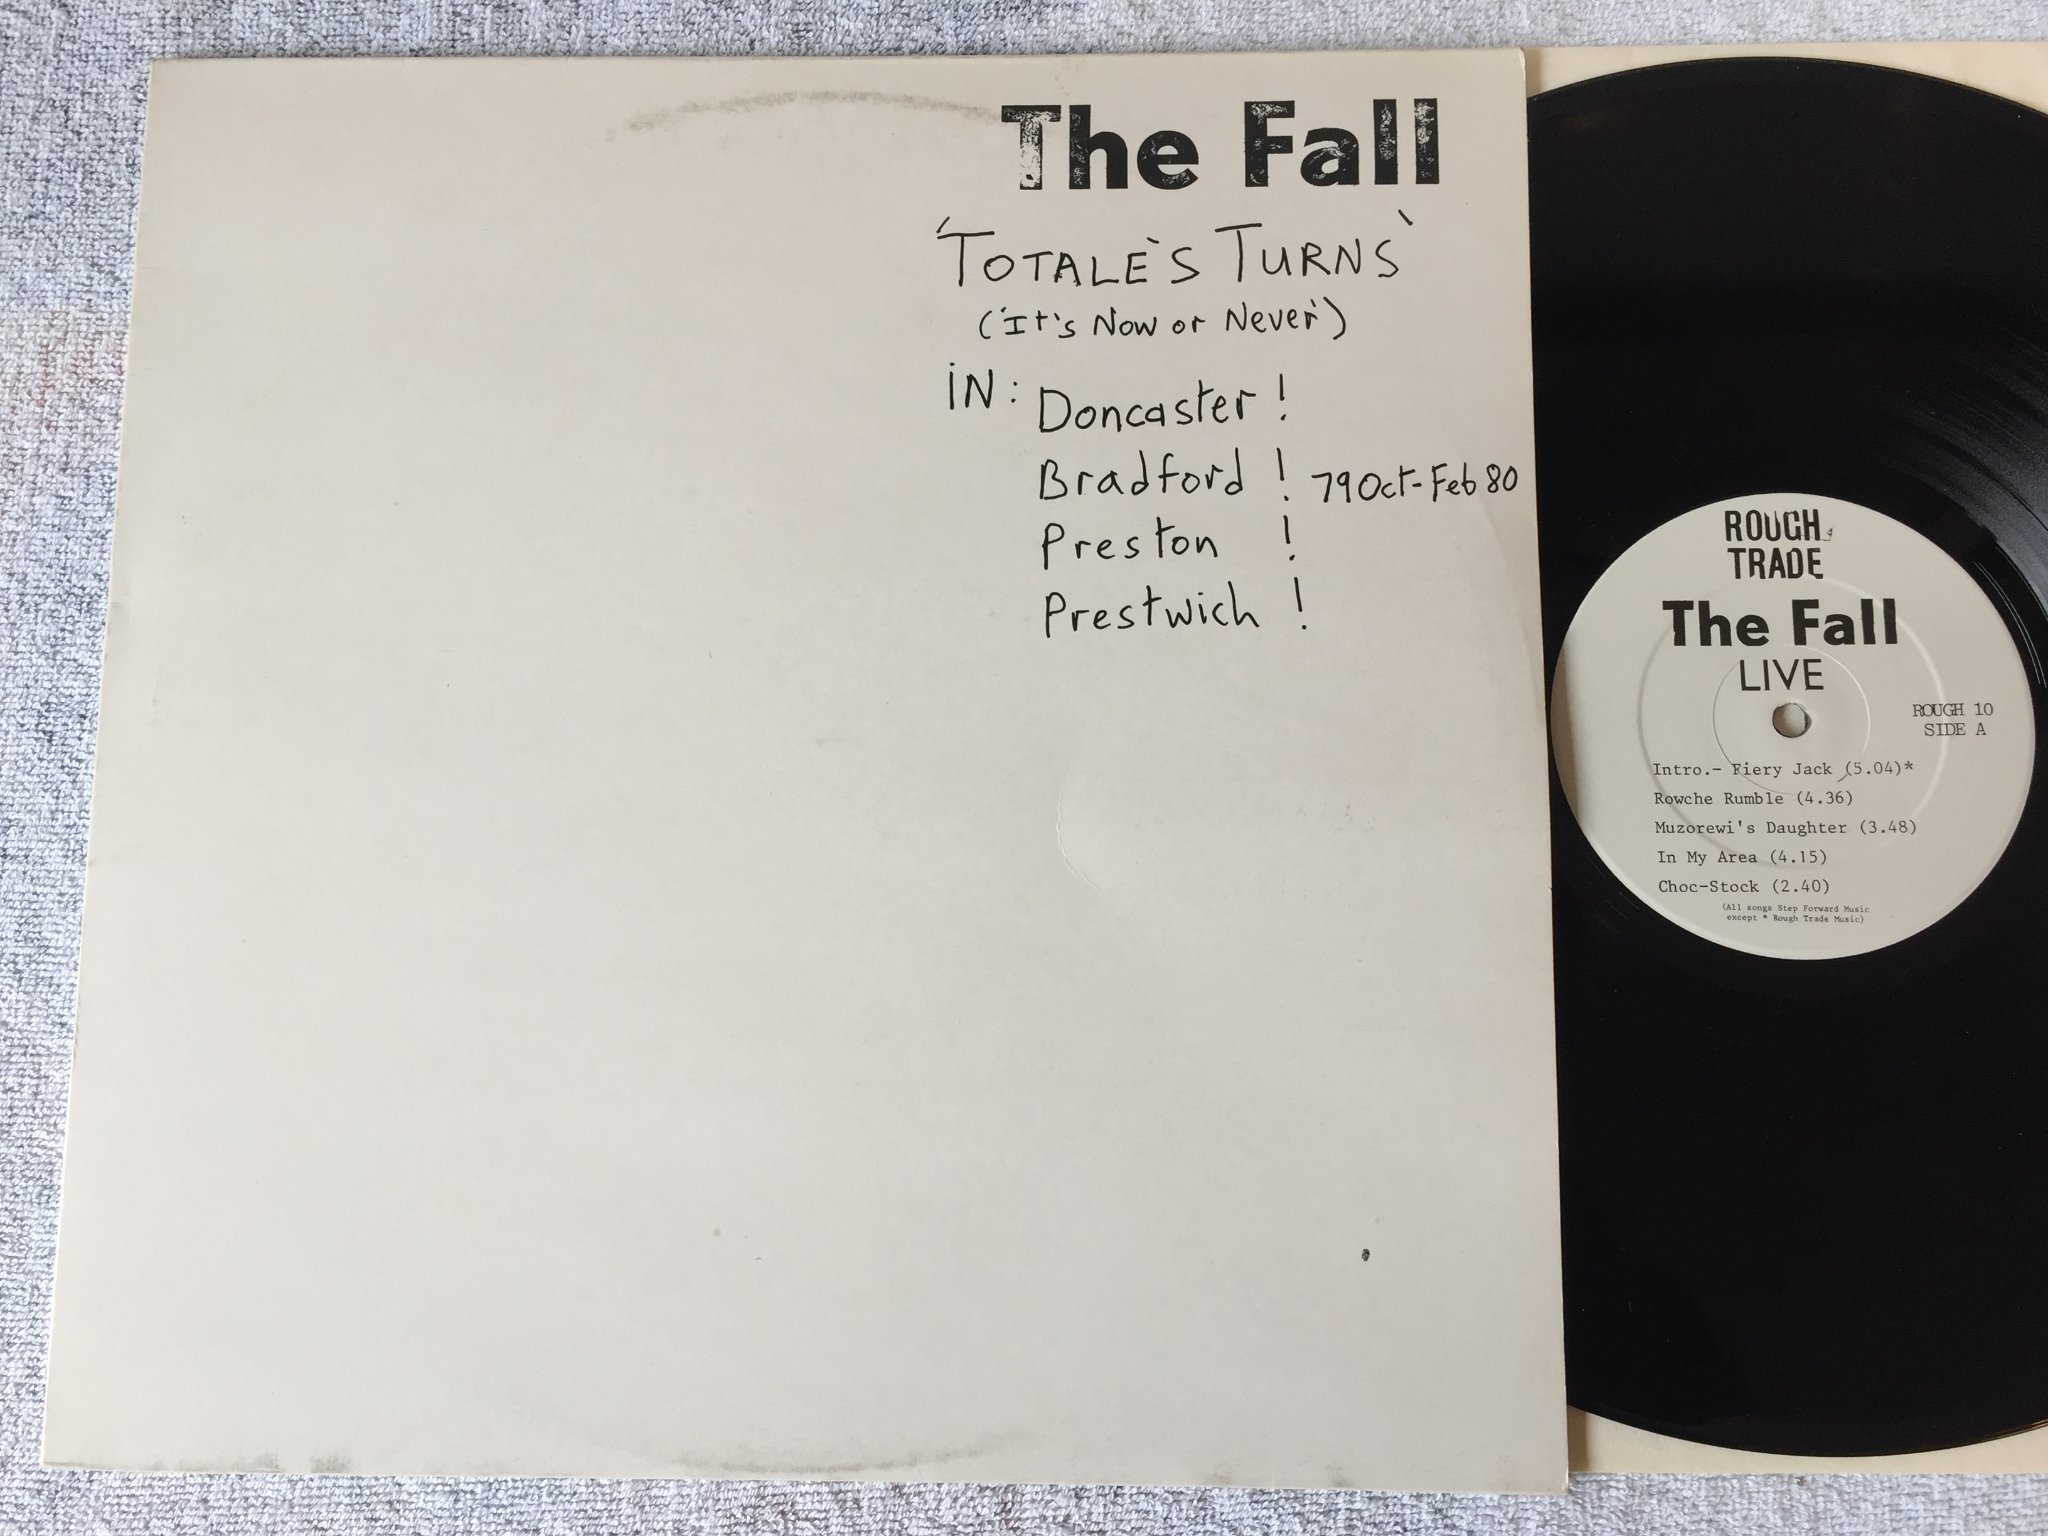 The Fall
'TOTALE'S TURNS'
('It's Now or Never')
iN: Doncaster !
Bradford ! 79 Oct-Feb 80
Preston !
Prestwich !
ROUGH
TRADE
The Fall
LIVE
ROUGH 10
SIDE A
Intro.- Fiery Jack (5.04)*
Rowche Rumble (4.36)
Muzorewi's Daughter (3.48)
In My Area (4.15)
Choc-Stock (2.40)
(All songs Step Forward Music
except * Rough Trade Music)